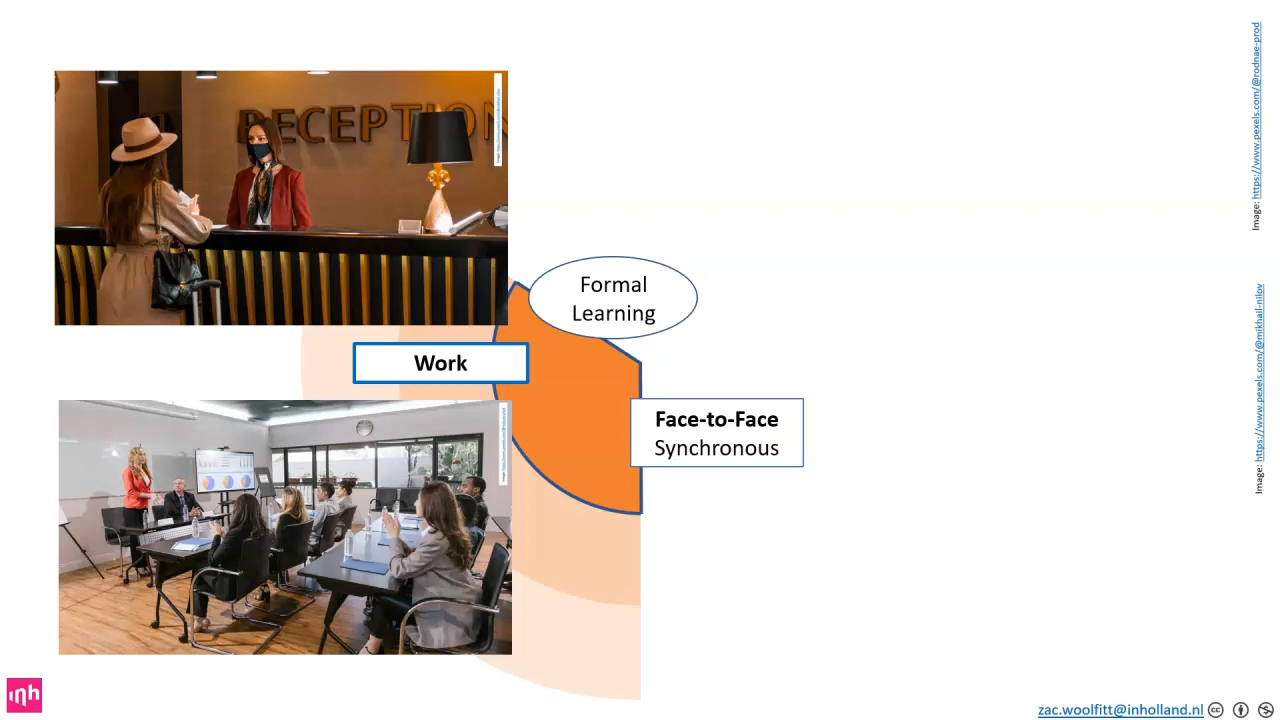 RECEPTION
Formal
Learning
Work
Face-to-Face
Synchronous
Image: https://www.pexels.com/@rodnae-prod
Image: https://www.pexels.com/@mikhail-nilov
inh
zac.woolfitt@inholland.nl